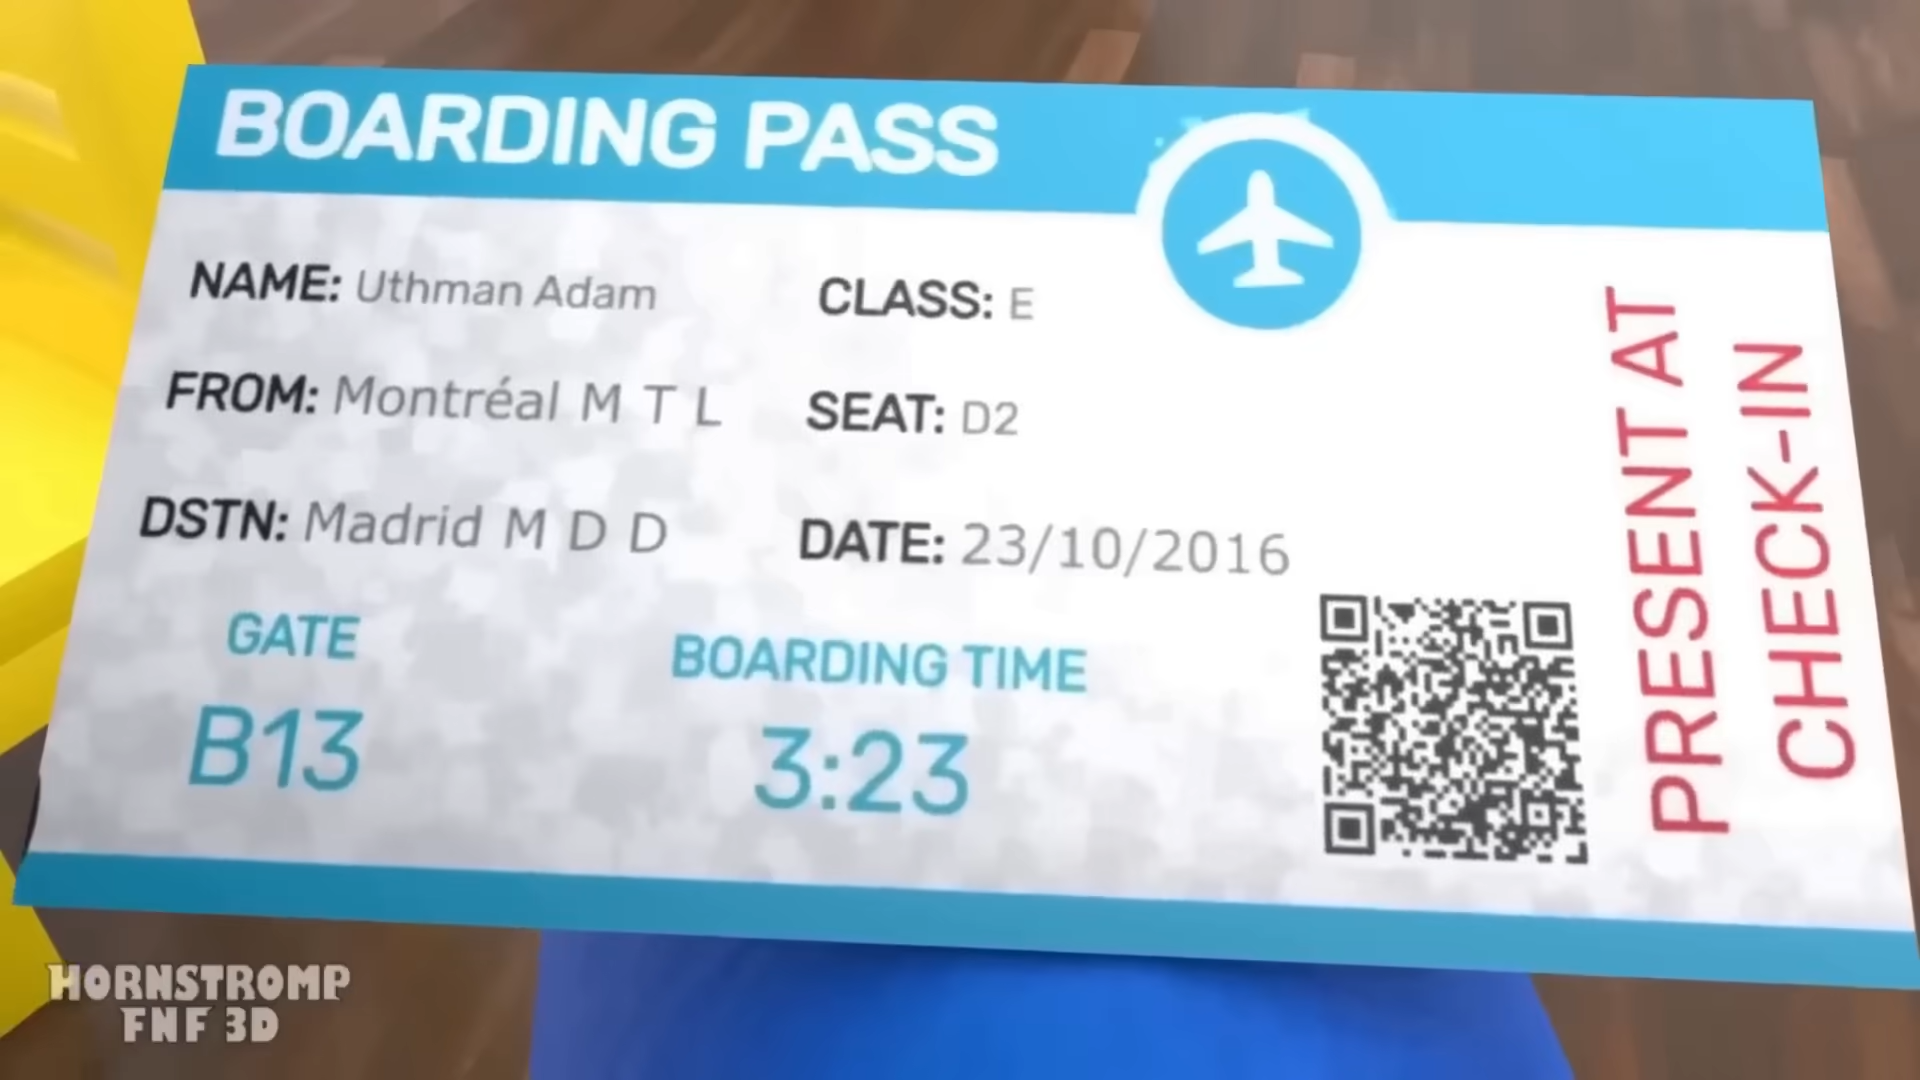 BOARDING PASS
NAME: Uthman Adam
CLASS: E
FROM: Montréal M T L
SEAT: D2
DSTN: Madrid M D D
DATE: 23/10/2016
GATE
BOARDING TIME
B13
3:23
PRESENT AT
CHECK-IN
HORNSTROMP
FNF 3D